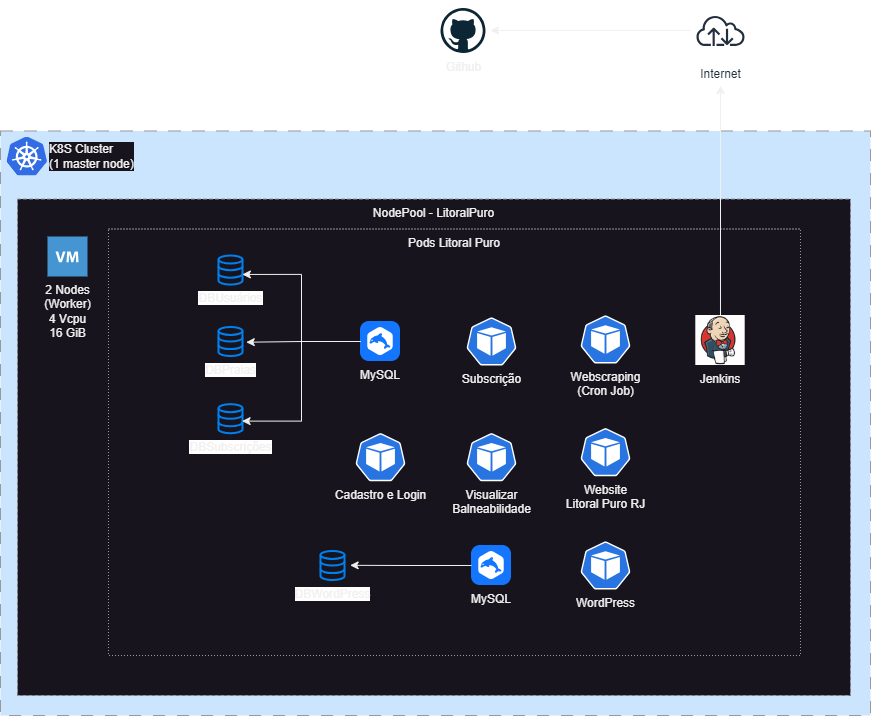 Github
Internet
K8S Cluster
(1 master node)
NodePool - LitoralPuro
Pods Litoral Puro
VM
2 Nodes
(Worker)
4 Vcpu
16 GiB
DBUsuários
DBPraias
DBSubscrições
MySQL
Subscrição
Webscraping
(Cron Job)
Jenkins
Cadastro e Login
Visualizar
Balneabilidade
Website
Litoral Puro RJ
DBWordPress
MySQL
WordPress